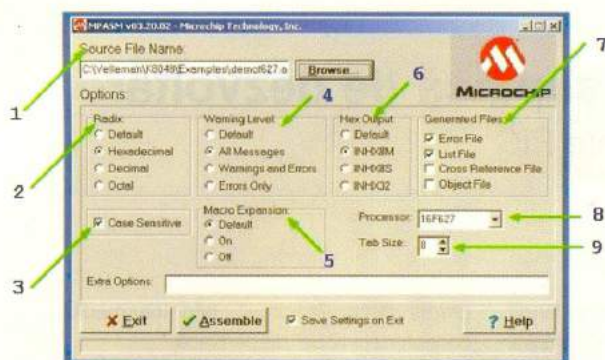 MPASM v03.20.02 - Microchip Technology, Inc.
Source File Name:
C:\Velleman\K8048\Examples\demof627.a
Browse...
MICROCHIP
Options:
Radix:
Default
Hexadecimal
Decimal
Octal
Warning Level:
Default
All Messages
Warnings and Errors
Errors Only
Hex Output:
Default
INHX8M
INHX8S
INHX32
Generated Files:
Error File
List File
Cross Reference File
Object File
Case Sensitive
Macro Expansion:
Default
On
Off
Processor: 16F627
Tab Size: 8
Extra Options:
Exit
Assemble
Save Settings on Exit
? Help
1
2
3
4
5
6
7
8
9